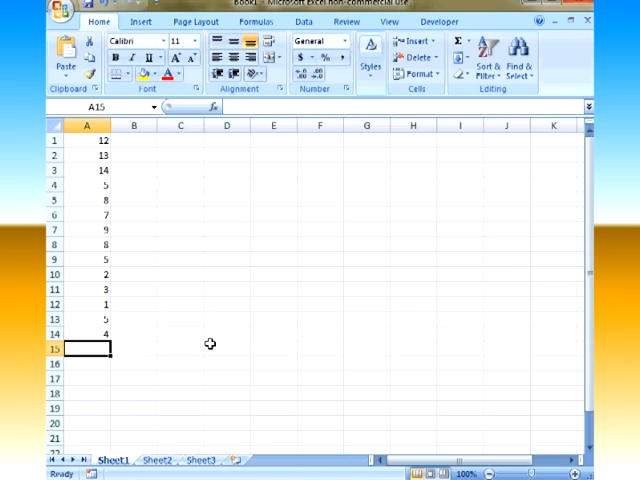 Book1 - Microsoft Excel non-commercial use
Home Insert Page Layout Formulas Data Review View Developer
Calibri 11 General Insert Σ
Paste B I U A A $ % , Styles Delete Sort & Filter Find & Select
Format
Clipboard Font Alignment Number Cells Editing
A15 fx
A B C D E F G H I J K
1 12
2 13
3 14
4 5
5 8
6 7
7 9
8 8
9 5
10 2
11 3
12 1
13 5
14 4
15
16
17
18
19
20
21
22
Sheet1 Sheet2 Sheet3
Ready 100%